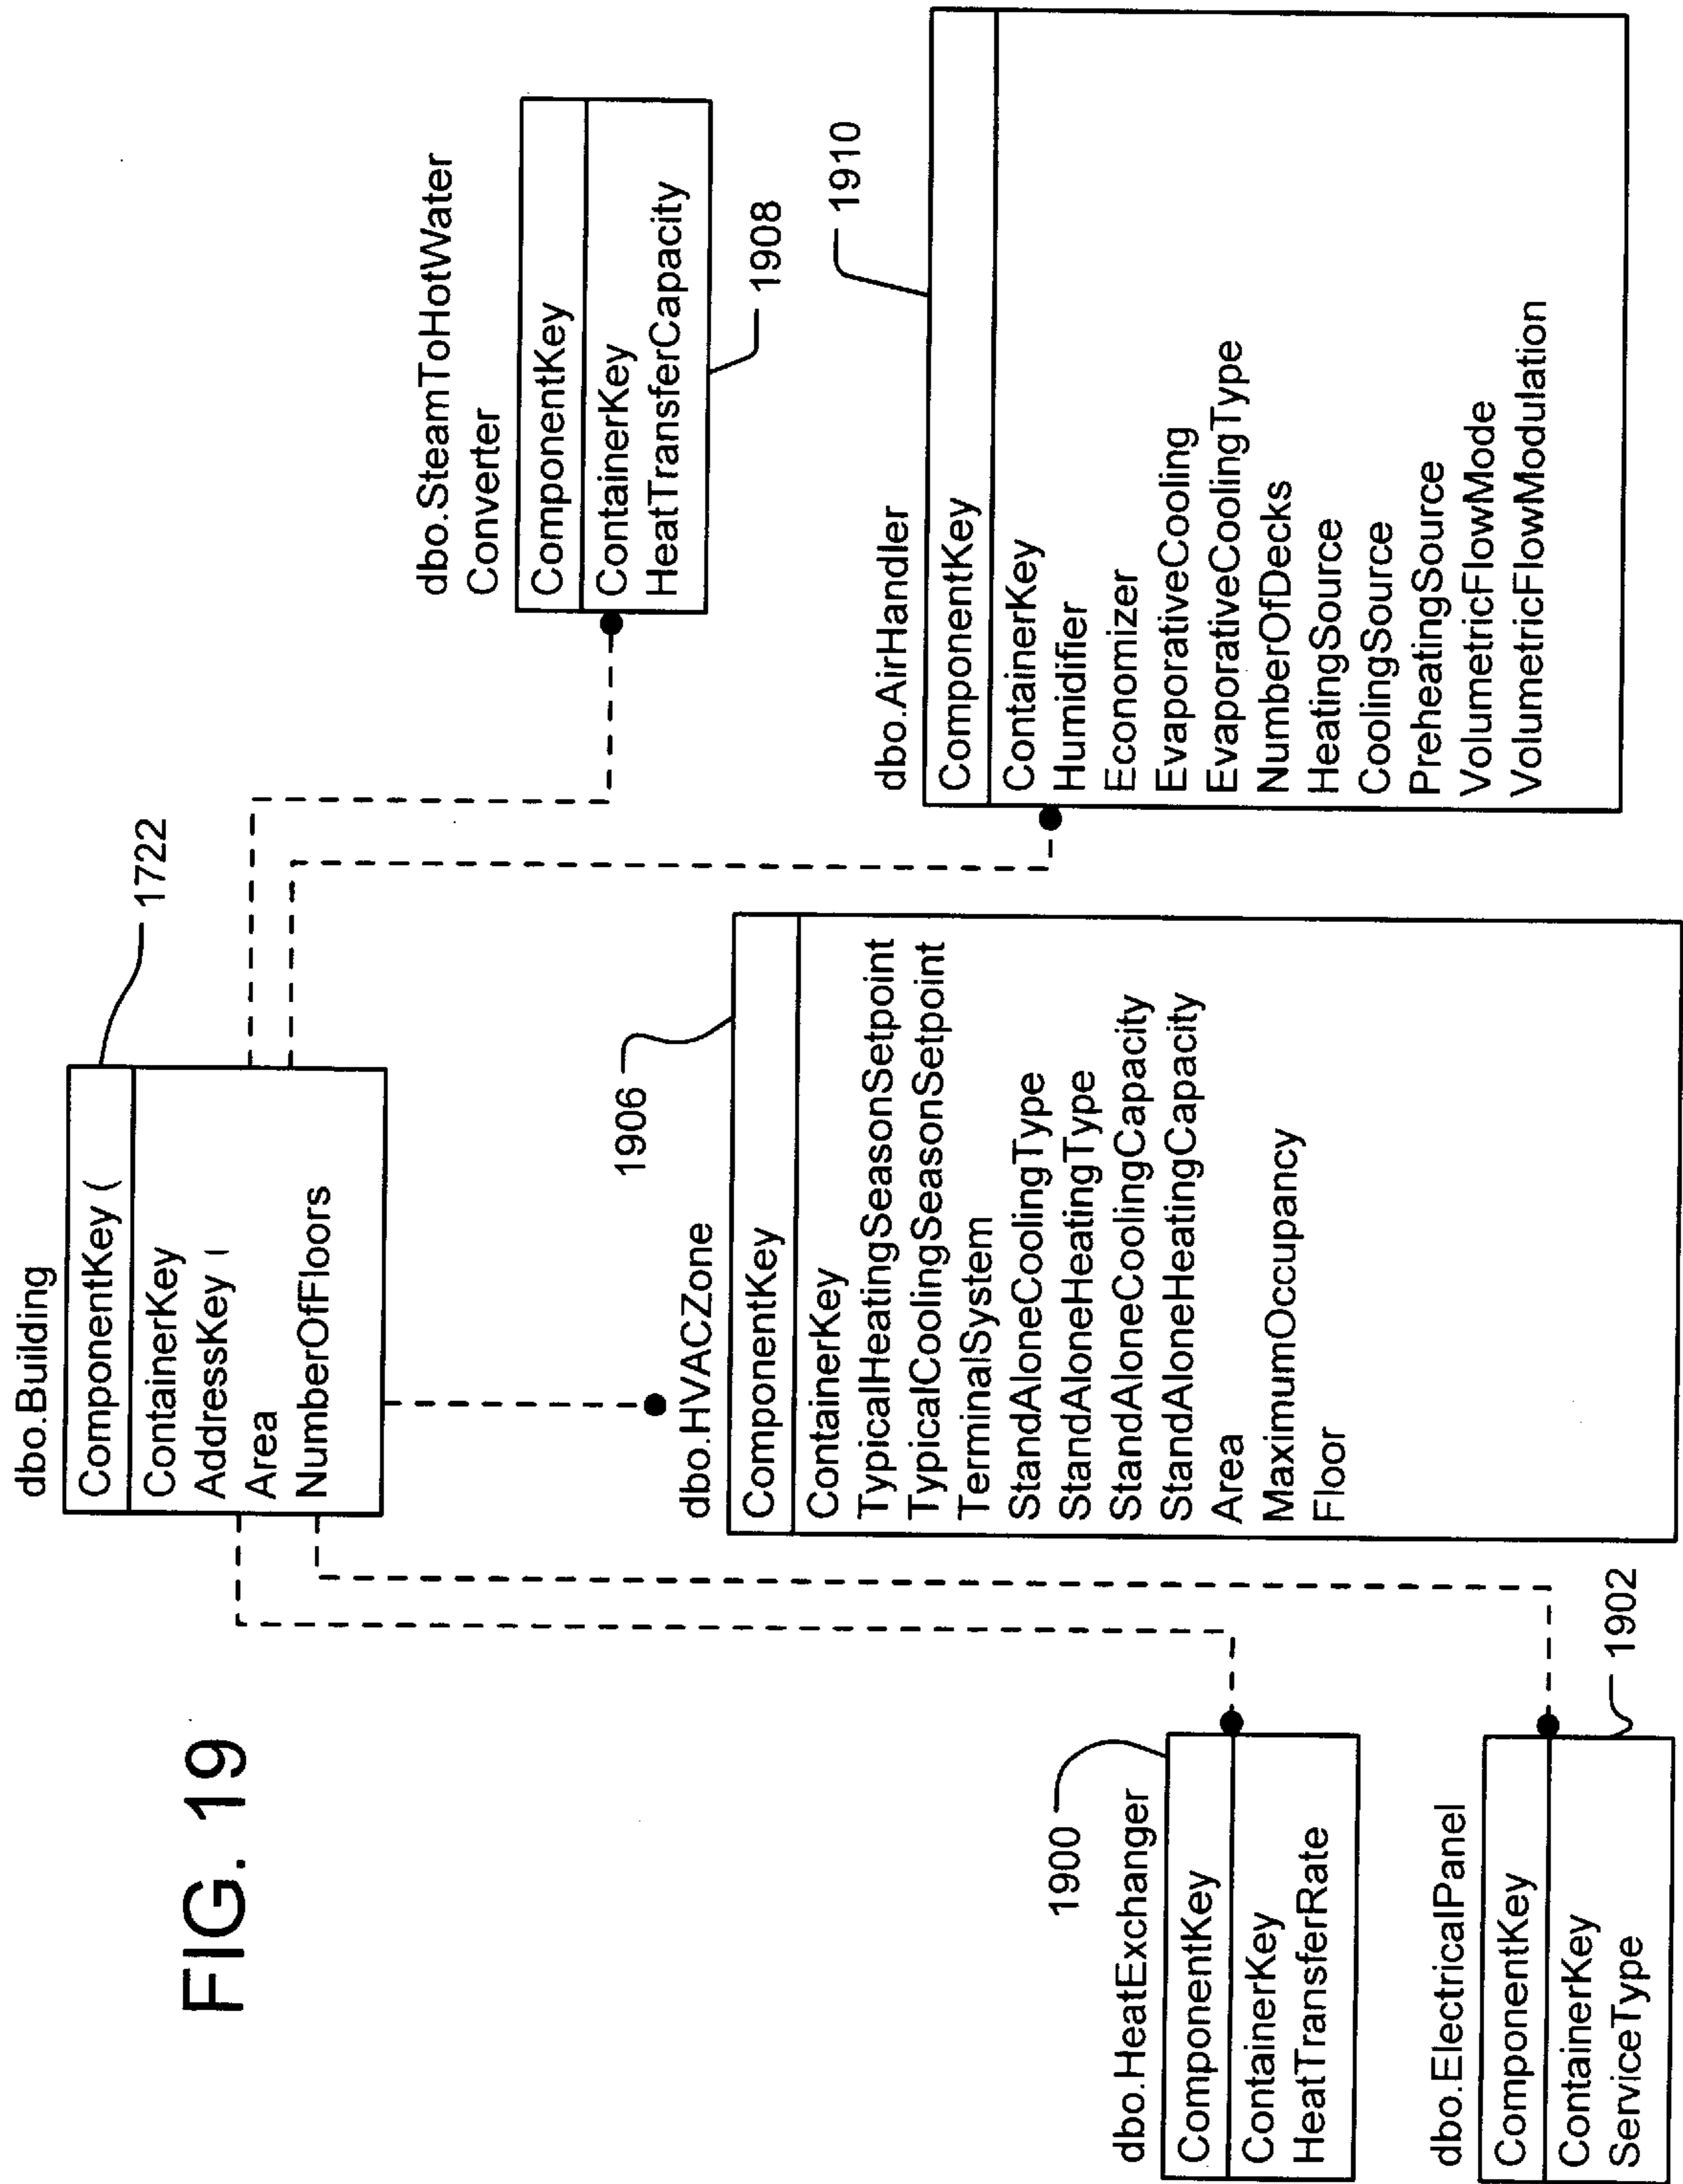 FIG. 19
dbo.Building
ComponentKey (
ContainerKey
AddressKey (
Area
NumberOfFloors
1722
dbo.SteamToHotWater
Converter
ComponentKey
ContainerKey
HeatTransferCapacity
1908
1900
dbo.HeatExchanger
ComponentKey
ContainerKey
HeatTransferRate
dbo.ElectricalPanel
ComponentKey
ContainerKey
ServiceType
1902
1906
dbo.HVACZone
ComponentKey
ContainerKey
TypicalHeatingSeasonSetpoint
TypicalCoolingSeasonSetpoint
TerminalSystem
StandAloneCoolingType
StandAloneHeatingType
StandAloneCoolingCapacity
StandAloneHeatingCapacity
Area
MaximumOccupancy
Floor
dbo.AirHandler
1910
ComponentKey
ContainerKey
Humidifier
Economizer
EvaporativeCooling
EvaporativeCoolingType
NumberOfDecks
HeatingSource
CoolingSource
PreheatingSource
VolumetricFlowMode
VolumetricFlowModulation